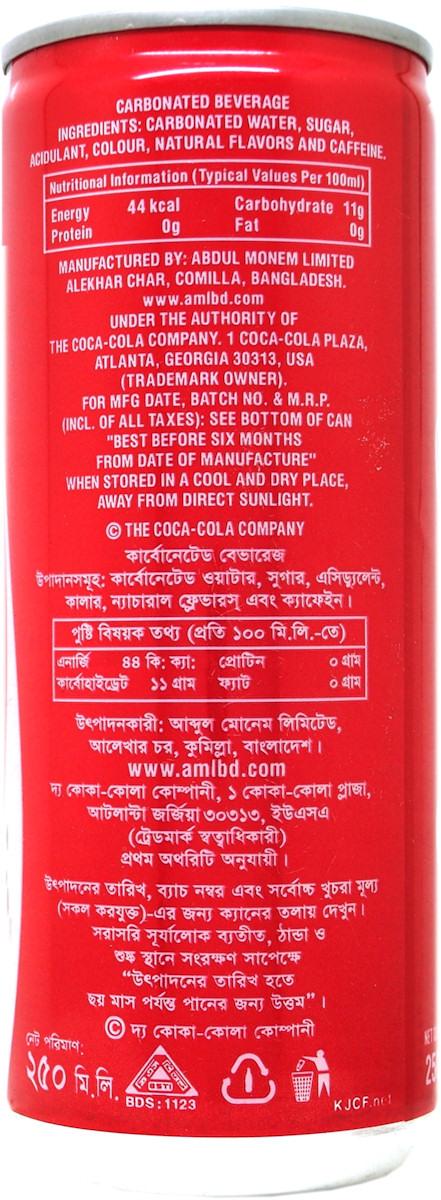 CARBONATED BEVERAGE
INGREDIENTS: CARBONATED WATER, SUGAR,
ACIDULANT, COLOUR, NATURAL FLAVORS AND CAFFEINE.
Nutritional Information (Typical Values Per 100ml)
Energy 44 kcal Carbohydrate 11g
Protein 0g Fat 0g
MANUFACTURED BY: ABDUL MONEM LIMITED
ALEKHAR CHAR, COMILLA, BANGLADESH.
www.amlbd.com
UNDER THE AUTHORITY OF
THE COCA-COLA COMPANY. 1 COCA-COLA PLAZA,
ATLANTA, GEORGIA 30313, USA
(TRADEMARK OWNER).
FOR MFG DATE, BATCH NO. & M.R.P.
(INCL. OF ALL TAXES): SEE BOTTOM OF CAN
"BEST BEFORE SIX MONTHS
FROM DATE OF MANUFACTURE"
WHEN STORED IN A COOL AND DRY PLACE,
AWAY FROM DIRECT SUNLIGHT.
© THE COCA-COLA COMPANY
কার্বোনেটেড বেভারেজ
উপাদানসমূহ: কার্বোনেটেড ওয়াটার, সুগার, এসিড্যুলেন্ট,
কালার, ন্যাচারাল ফ্লেভারস্ এবং ক্যাফেইন।
পুষ্টি বিষয়ক তথ্য (প্রতি ১০০ মি.লি.-তে)
এনার্জি ৪৪ কি: ক্যা: প্রোটিন ০ গ্রাম
কার্বোহাইড্রেট ১১ গ্রাম ফ্যাট ০ গ্রাম
উৎপাদনকারী: আব্দুল মোনেম লিমিটেড,
আলেখার চর, কুমিল্লা, বাংলাদেশ।
www.amlbd.com
দ্য কোকা-কোলা কোম্পানী, ১ কোকা-কোলা প্লাজা,
আটলান্টা জর্জিয়া ৩০৩১৩, ইউএসএ
(ট্রেডমার্ক স্বত্বাধিকারী)
প্রথম অথরিটি অনুযায়ী।
উৎপাদনের তারিখ, ব্যাচ নম্বর এবং সর্বোচ্চ খুচরা মূল্য
(সকল করযুক্ত)-এর জন্য ক্যানের তলায় দেখুন।
সরাসরি সূর্যালোক ব্যতীত, ঠান্ডা ও
শুষ্ক স্থানে সংরক্ষণ সাপেক্ষে
“উৎপাদনের তারিখ হতে
ছয় মাস পর্যন্ত পানের জন্য উত্তম”।
© দ্য কোকা-কোলা কোম্পানী
নেট পরিমাণ:
২৫০ মি.লি.
BSTI
BDS:1123
KJCF.net